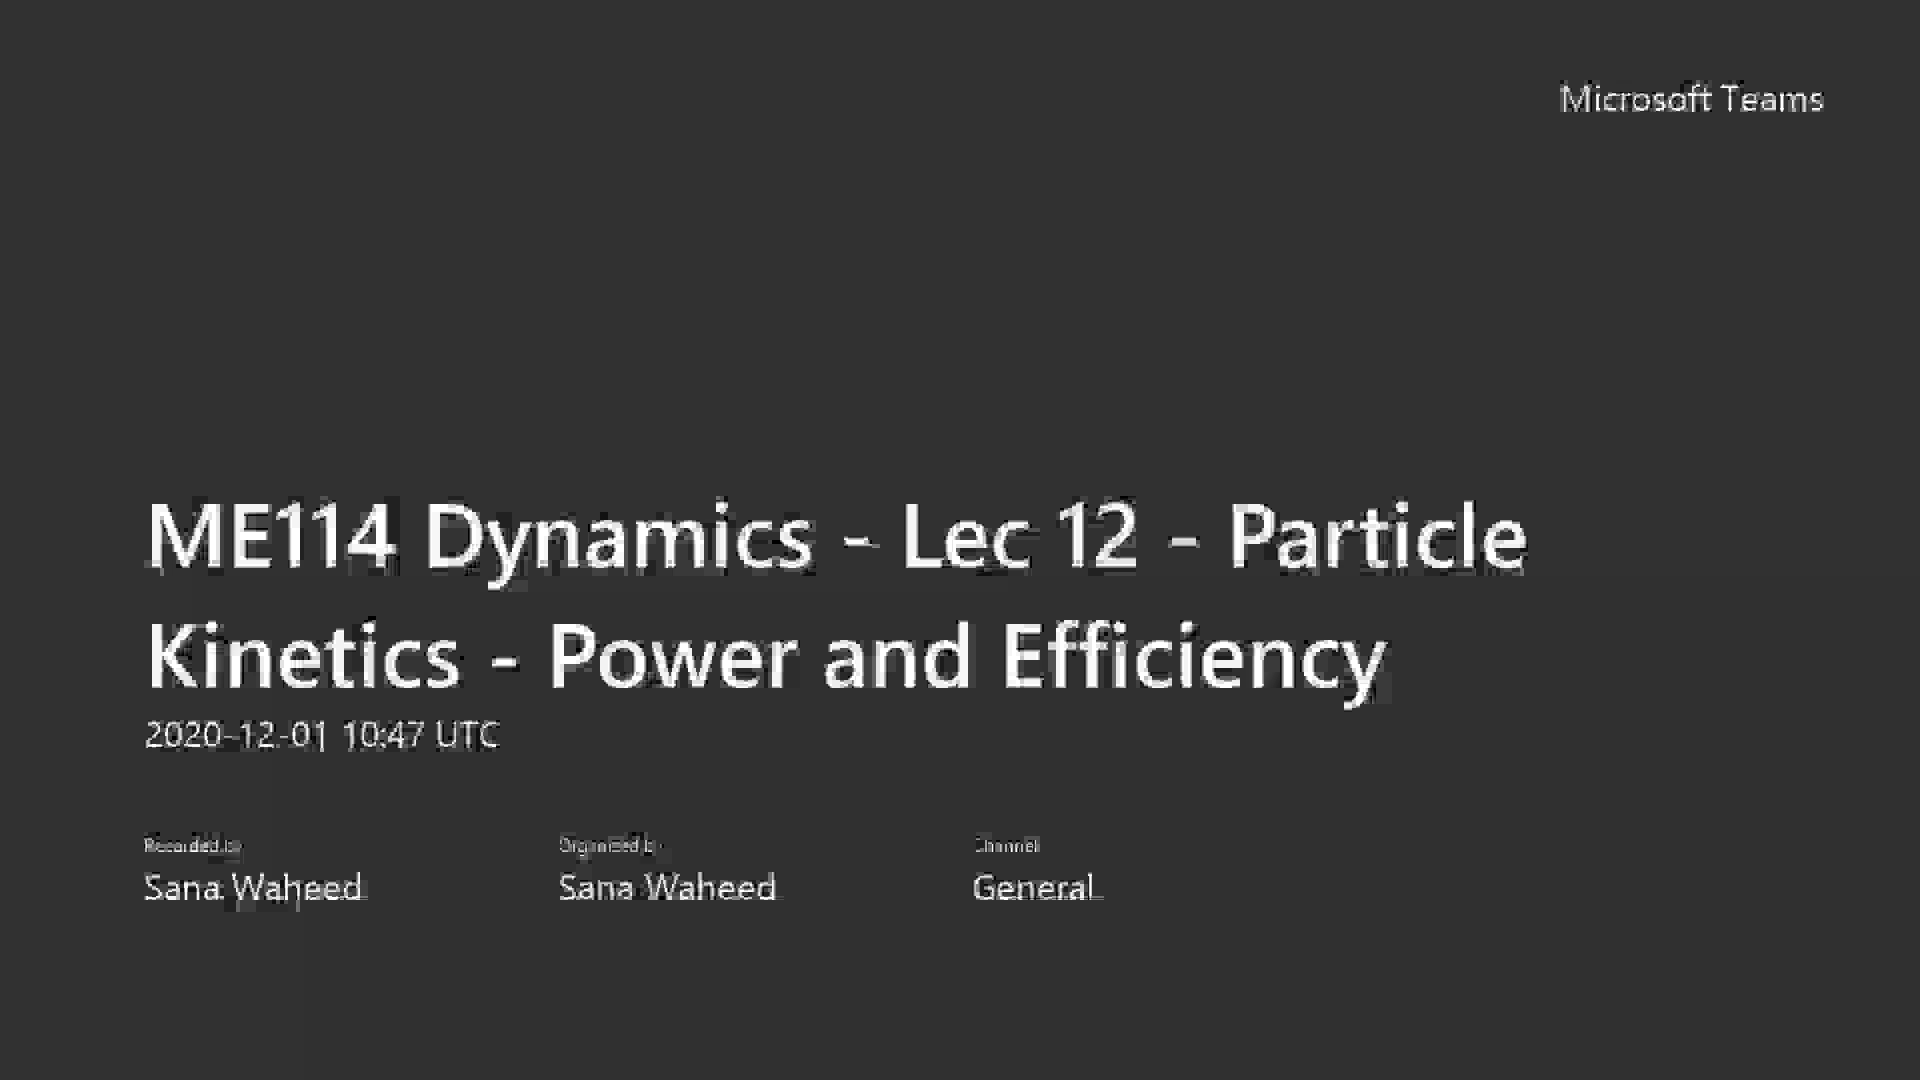 Microsoft Teams
ME114 Dynamics - Lec 12 - Particle
Kinetics - Power and Efficiency
2020-12-01 10:47 UTC
Recorded by
Organized by
Channel
Sana Waheed
Sana Waheed
General